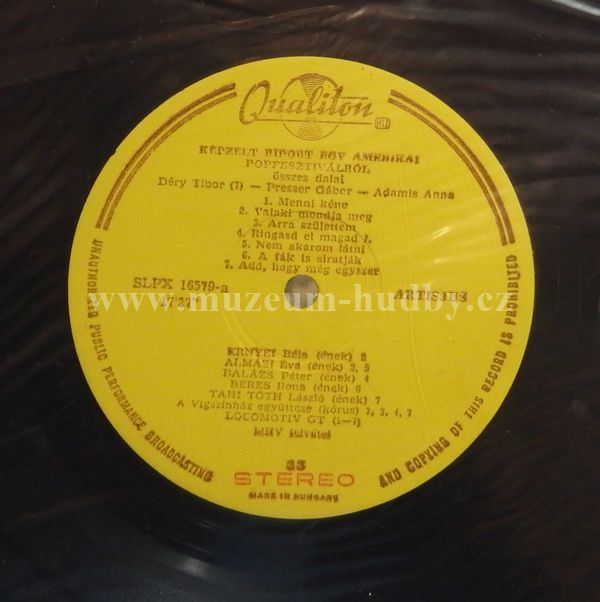 Qualiton
KÉPZELT RIPORT EGY AMERIKAI
POPFESZTIVÁLRÓL
összes dalai
Déry Tibor (7) — Presser Gábor — Adamis Anna
1. Menni kéne
2. Valaki mondja meg
3. Arra születtem
4. Ringasd el magad 1.
5. Nem akarom látni
6. A fák is siratják
7. Add, hogy még egyszer
SLPX 16579-a
17'27"
ARTISJUS
www.muzeum-hudby.cz
ERNYEI Béla (ének) 2
ALMÁSI Éva (ének) 3, 5
BALÁZS Péter (ének) 4
BÉRES Ilona (ének) 6
TAHI TÓTH László (ének) 7
A Vígszínház együttese (kórus) 1, 2, 4, 7
LOCOMOTIV GT (1—7)
MHV felvétel
33
STEREO
MADE IN HUNGARY
UNAUTHORIZED PUBLIC PERFORMANCE BROADCASTING
AND COPYING OF THIS RECORD IS PROHIBITED